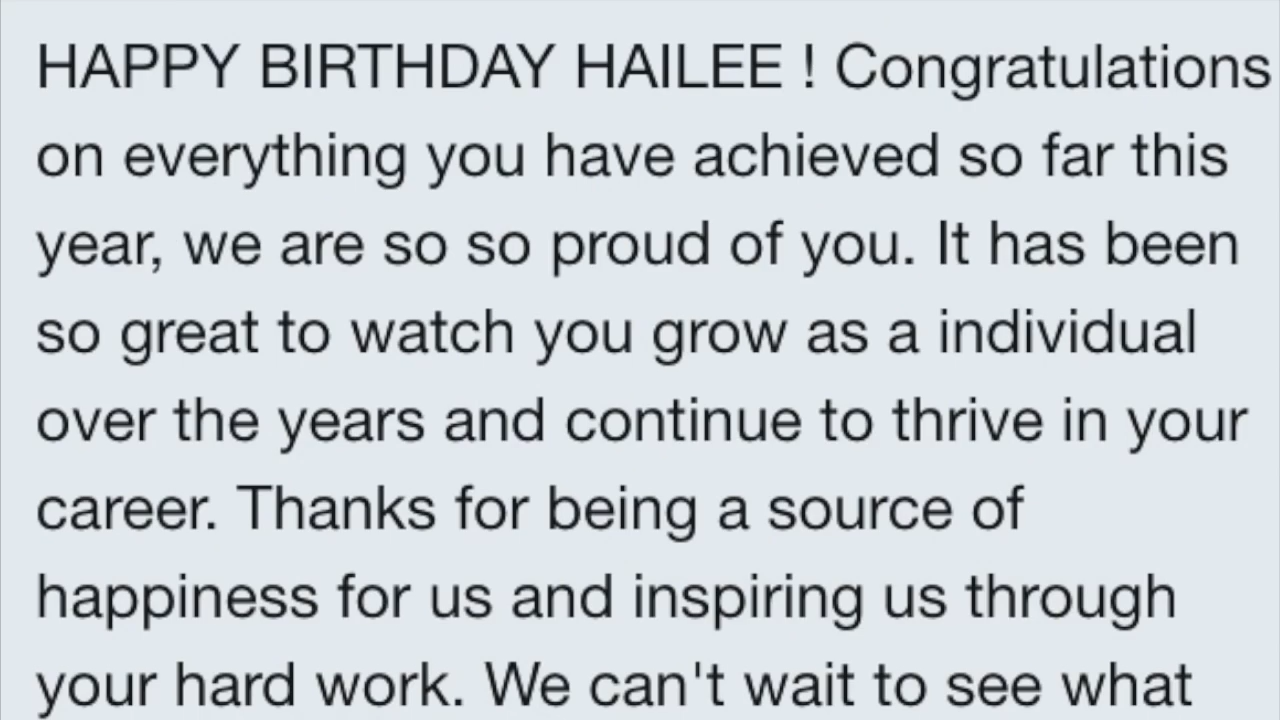 HAPPY BIRTHDAY HAILEE ! Congratulations
on everything you have achieved so far this
year, we are so so proud of you. It has been
so great to watch you grow as a individual
over the years and continue to thrive in your
career. Thanks for being a source of
happiness for us and inspiring us through
your hard work. We can't wait to see what